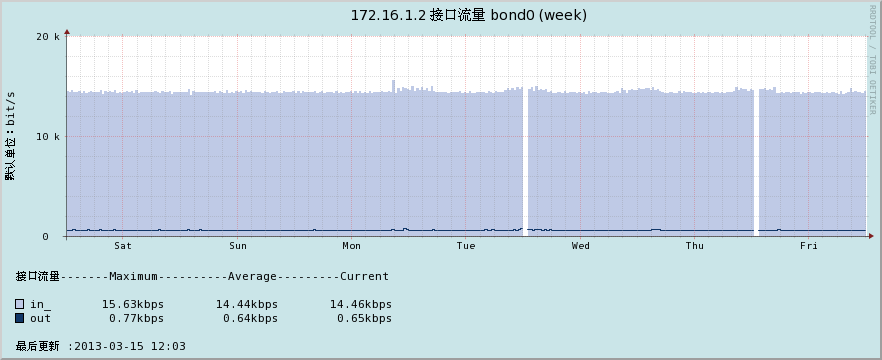 172.16.1.2 接口流量 bond0 (week)
RRDTOOL / TOBI OETIKER
默认单位：bit/s
20 k
10 k
0
Sat Sun Mon Tue Wed Thu Fri
接口流量-------Maximum----------Average---------Current
in_ 15.63kbps 14.44kbps 14.46kbps
out 0.77kbps 0.64kbps 0.65kbps
最后更新 :2013-03-15 12:03